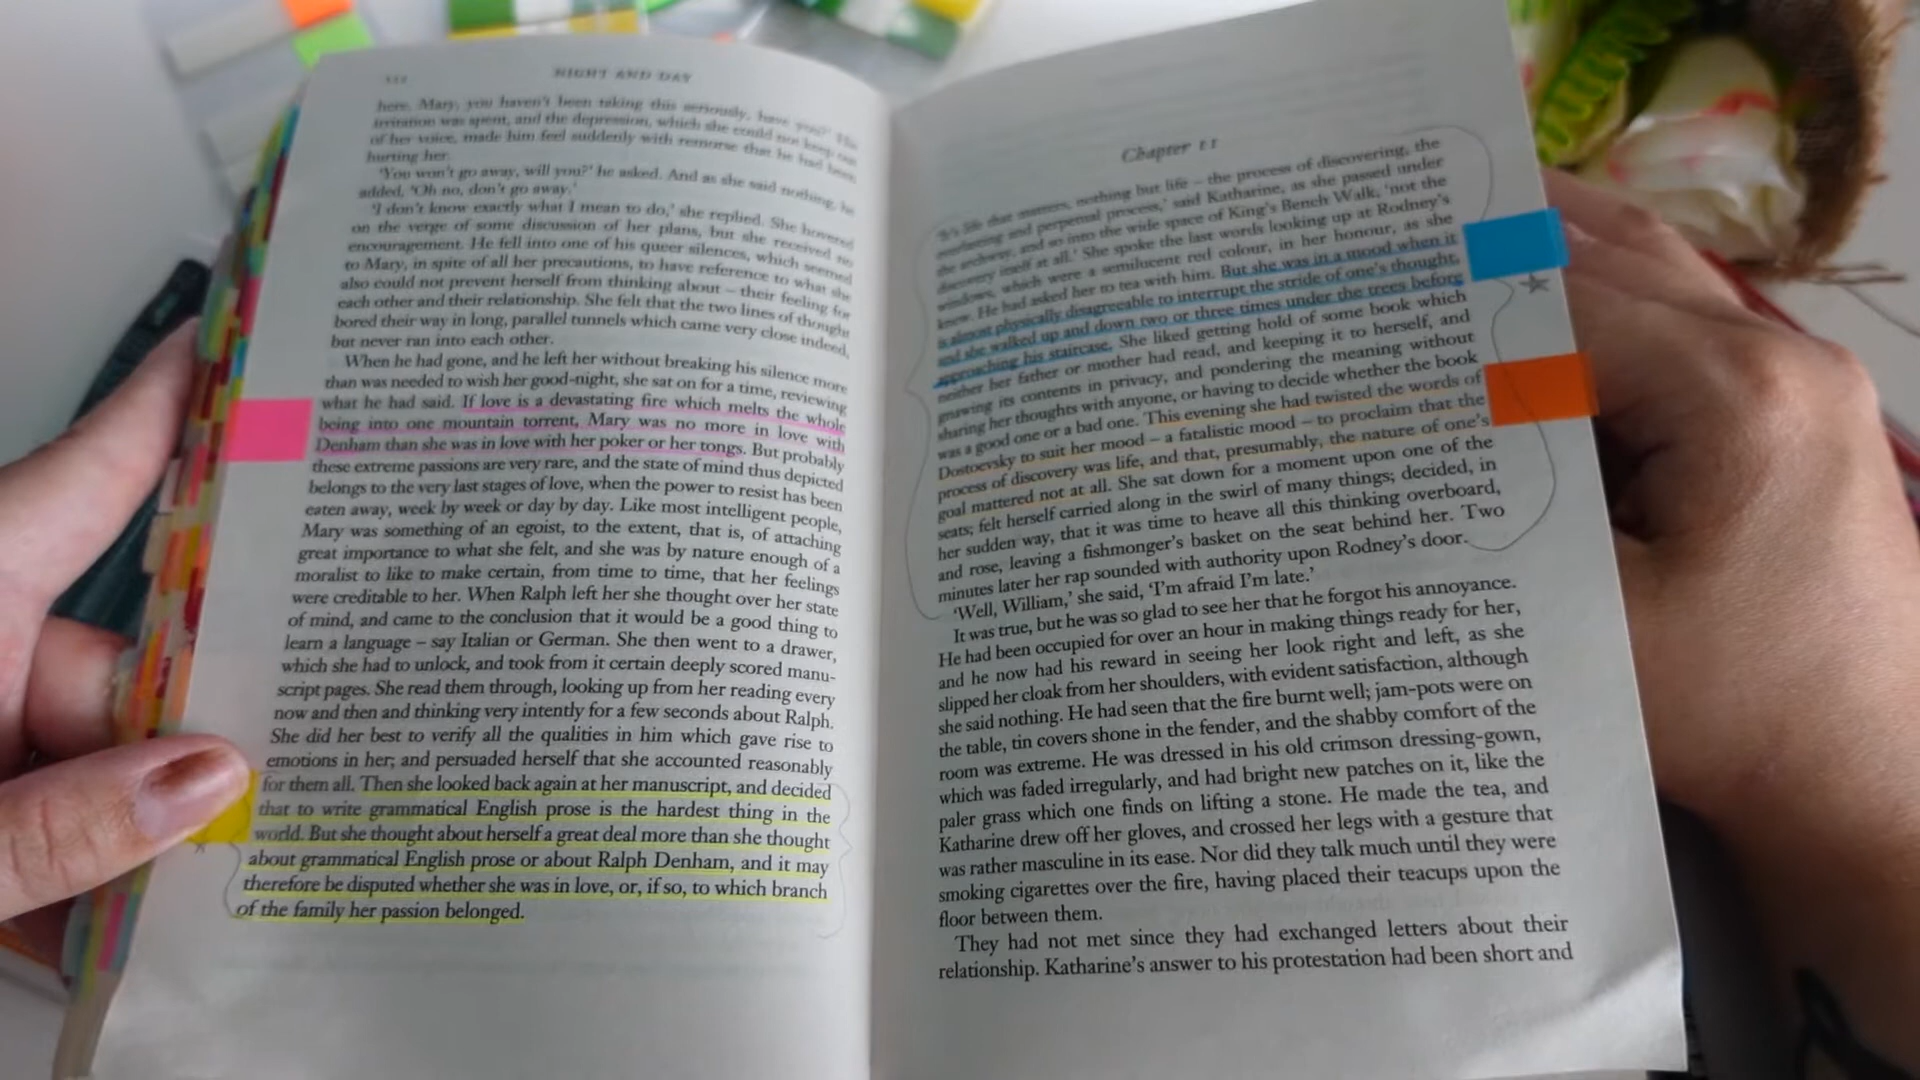 NIGHT AND DAY
here, Mary, you haven't been taking this seriously, have you?' His
invitation was spent, and the depression, which she could not keep out
of her voice, made him feel suddenly with remorse that he had been
hurting her.
'You won't go away, will you?' he asked. And as she said nothing, he
added, 'Oh no, don't go away.'
'I don't know exactly what I mean to do,' she replied. She hovered
on the verge of some discussion of her plans, but she received no
encouragement. He fell into one of his queer silences, which seemed
to Mary, in spite of all her precautions, to have reference to what she
also could not prevent herself from thinking about – their feeling for
each other and their relationship. She felt that the two lines of thought
bored their way in long, parallel tunnels which came very close indeed,
but never ran into each other.
When he had gone, and he left her without breaking his silence more
than was needed to wish her good-night, she sat on for a time, reviewing
what he had said. If love is a devastating fire which melts the whole
being into one mountain torrent, Mary was no more in love with
Denham than she was in love with her poker or her tongs. But probably
these extreme passions are very rare, and the state of mind thus depicted
belongs to the very last stages of love, when the power to resist has been
eaten away, week by week or day by day. Like most intelligent people,
Mary was something of an egoist, to the extent, that is, of attaching
great importance to what she felt, and she was by nature enough of a
moralist to like to make certain, from time to time, that her feelings
were creditable to her. When Ralph left her she thought over her state
of mind, and came to the conclusion that it would be a good thing to
learn a language – say Italian or German. She then went to a drawer,
which she had to unlock, and took from it certain deeply scored manu-
script pages. She read them through, looking up from her reading every
now and then and thinking very intently for a few seconds about Ralph.
She did her best to verify all the qualities in him which gave rise to
emotions in her; and persuaded herself that she accounted reasonably
for them all. Then she looked back again at her manuscript, and decided
that to write grammatical English prose is the hardest thing in the
world. But she thought about herself a great deal more than she thought
about grammatical English prose or about Ralph Denham, and it may
therefore be disputed whether she was in love, or, if so, to which branch
of the family her passion belonged.
Chapter 11
'It's life that matters, nothing but life – the process of discovering, the
everlasting and perpetual process,' said Katharine, as she passed under
the archway, and so into the wide space of King's Bench Walk, 'not the
discovery itself at all.' She spoke the last words looking up at Rodney's
windows, which were a semilucent red colour, in her honour, as she
knew. He had asked her to tea with him. But she was in a mood when it
is almost physically disagreeable to interrupt the stride of one's thought,
and she walked up and down two or three times under the trees before
approaching his staircase. She liked getting hold of some book which
neither her father or mother had read, and keeping it to herself, and
gnawing its contents in privacy, and pondering the meaning without
sharing her thoughts with anyone, or having to decide whether the book
was a good one or a bad one. This evening she had twisted the words of
Dostoevsky to suit her mood – a fatalistic mood – to proclaim that the
process of discovery was life, and that, presumably, the nature of one's
goal mattered not at all. She sat down for a moment upon one of the
seats; felt herself carried along in the swirl of many things; decided, in
her sudden way, that it was time to heave all this thinking overboard,
and rose, leaving a fishmonger's basket on the seat behind her. Two
minutes later her rap sounded with authority upon Rodney's door.
'Well, William,' she said, 'I'm afraid I'm late.'
It was true, but he was so glad to see her that he forgot his annoyance.
He had been occupied for over an hour in making things ready for her,
and he now had his reward in seeing her look right and left, as she
slipped her cloak from her shoulders, with evident satisfaction, although
she said nothing. He had seen that the fire burnt well; jam-pots were on
the table, tin covers shone in the fender, and the shabby comfort of the
room was extreme. He was dressed in his old crimson dressing-gown,
which was faded irregularly, and had bright new patches on it, like the
paler grass which one finds on lifting a stone. He made the tea, and
Katharine drew off her gloves, and crossed her legs with a gesture that
was rather masculine in its ease. Nor did they talk much until they were
smoking cigarettes over the fire, having placed their teacups upon the
floor between them.
They had not met since they had exchanged letters about their
relationship. Katharine's answer to his protestation had been short and